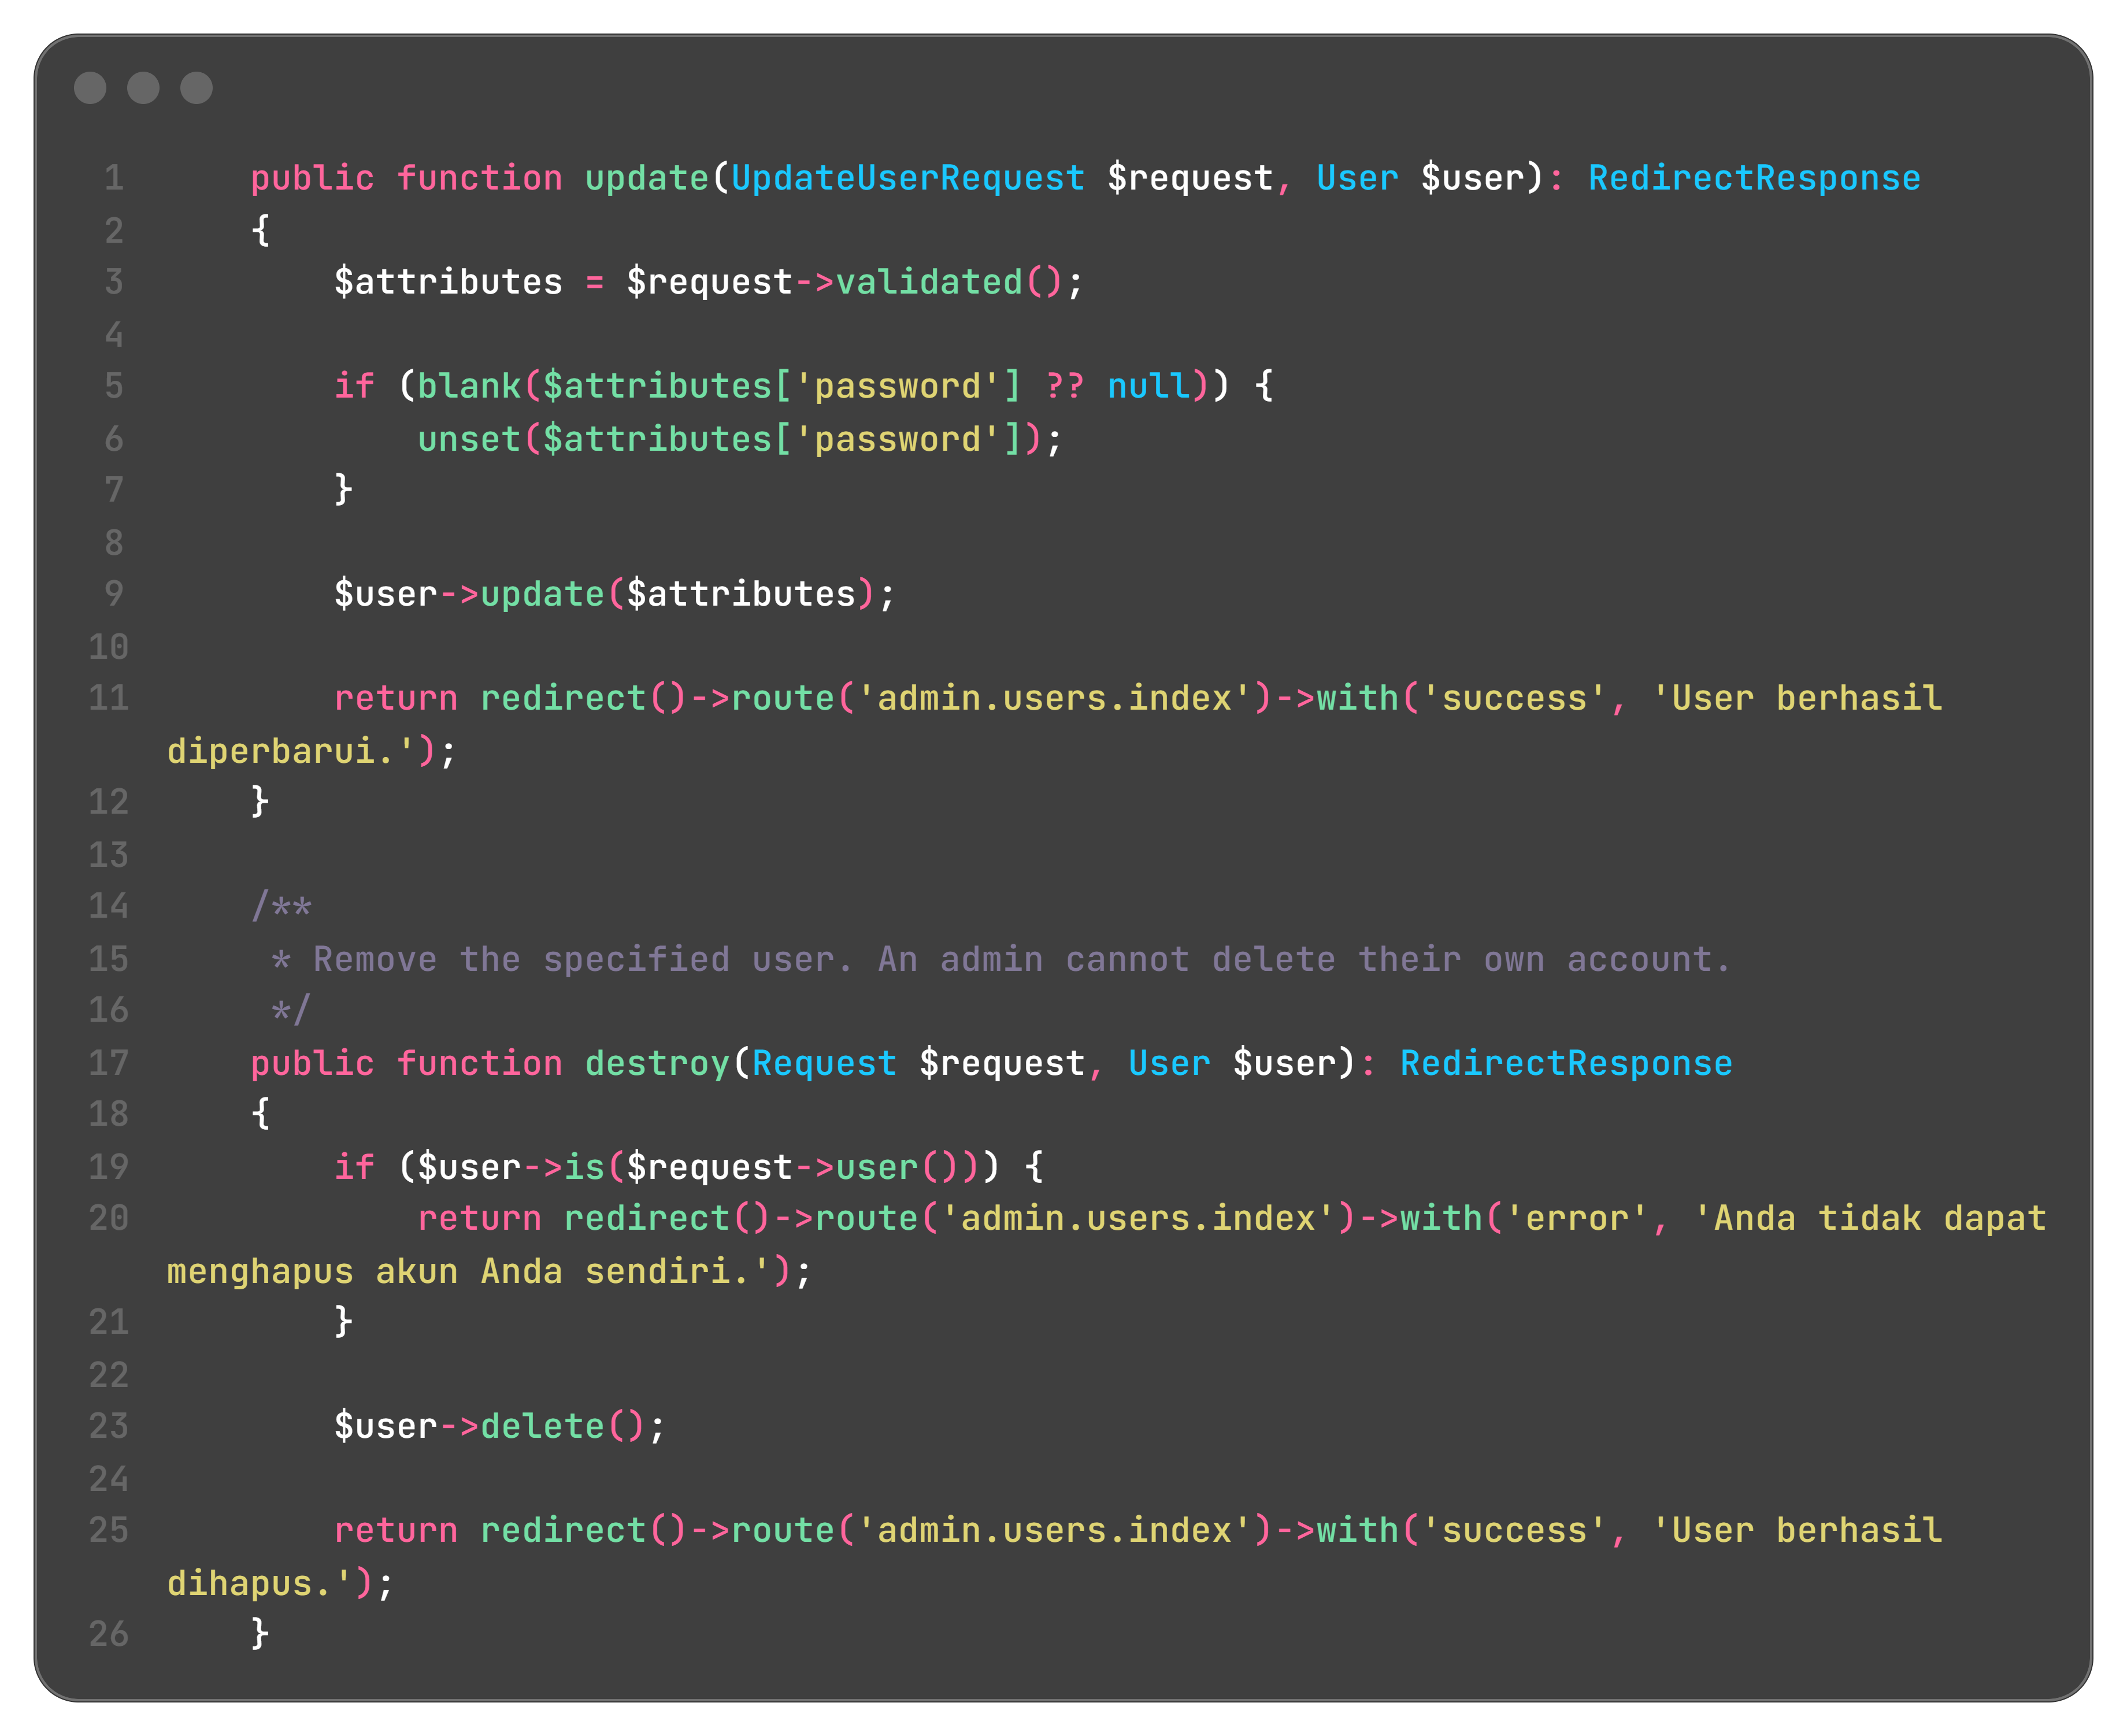 1 public function update(UpdateUserRequest $request, User $user): RedirectResponse
2 {
3 $attributes = $request->validated();
4
5 if (blank($attributes['password'] ?? null)) {
6 unset($attributes['password']);
7 }
8
9 $user->update($attributes);
10
11 return redirect()->route('admin.users.index')->with('success', 'User berhasil
diperbarui.');
12 }
13
14 /**
15 * Remove the specified user. An admin cannot delete their own account.
16 */
17 public function destroy(Request $request, User $user): RedirectResponse
18 {
19 if ($user->is($request->user())) {
20 return redirect()->route('admin.users.index')->with('error', 'Anda tidak dapat
menghapus akun Anda sendiri.');
21 }
22
23 $user->delete();
24
25 return redirect()->route('admin.users.index')->with('success', 'User berhasil
dihapus.');
26 }